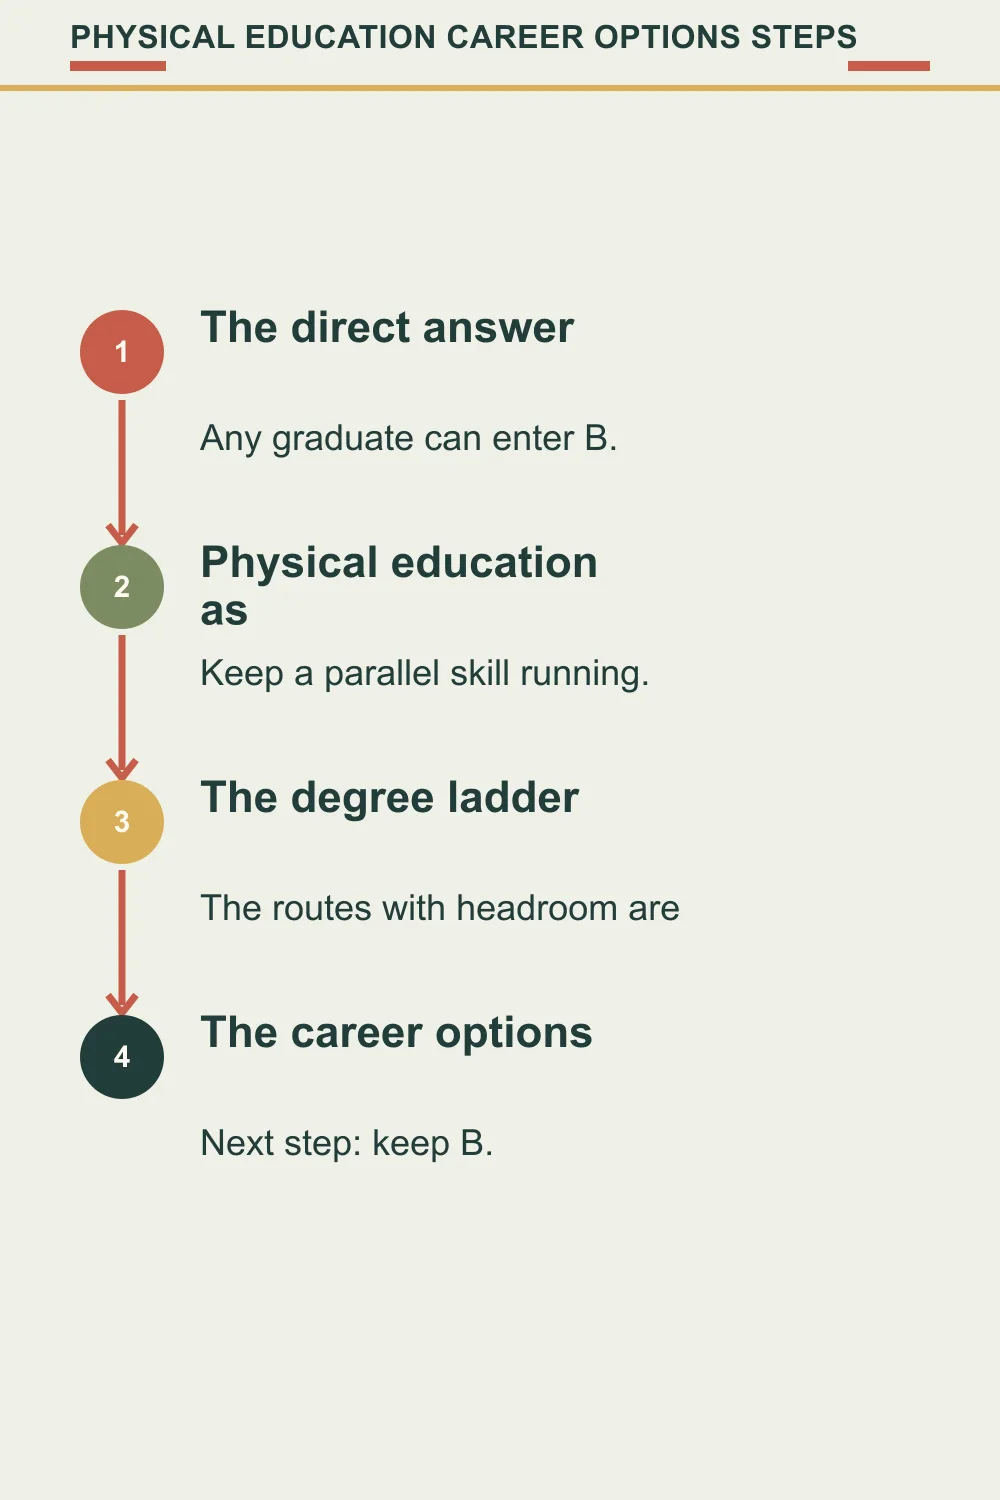 PHYSICAL EDUCATION CAREER OPTIONS STEPS
1
The direct answer
Any graduate can enter B.
2
Physical education
as
Keep a parallel skill running.
3
The degree ladder
The routes with headroom are
4
The career options
Next step: keep B.